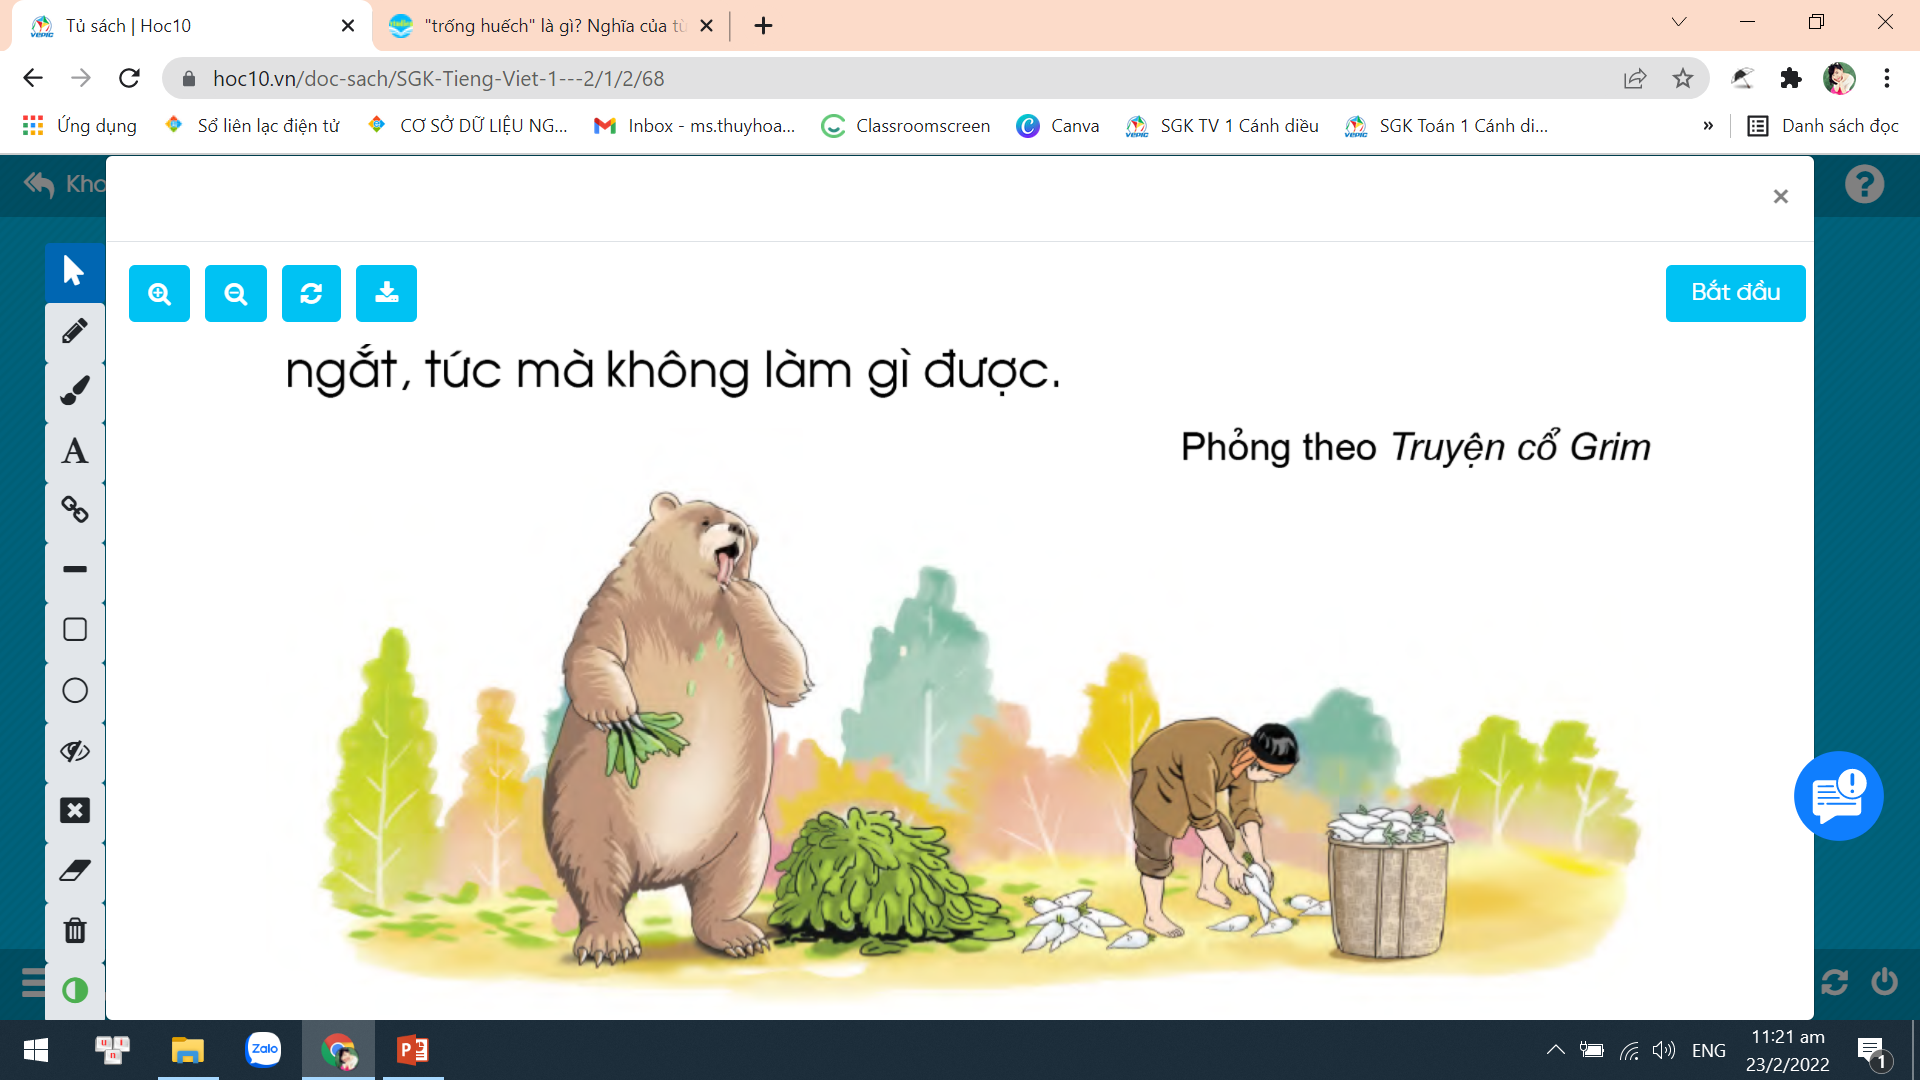 Tủ sách | Hoc10
"trống huếch" là gì? Nghĩa của từ
hoc10.vn/doc-sach/SGK-Tieng-Viet-1---2/1/2/68
Ứng dụng
Sổ liên lạc điện tử
CƠ SỞ DỮ LIỆU NG...
Inbox - ms.thuyhoa...
Classroomscreen
Canva
SGK TV 1 Cánh diều
SGK Toán 1 Cánh di...
»
Danh sách đọc
Kho
Bắt đầu
ngắt, tức mà không làm gì được.
Phỏng theo Truyện cổ Grim
Zalo
ENG
11:21 am
23/2/2022
1